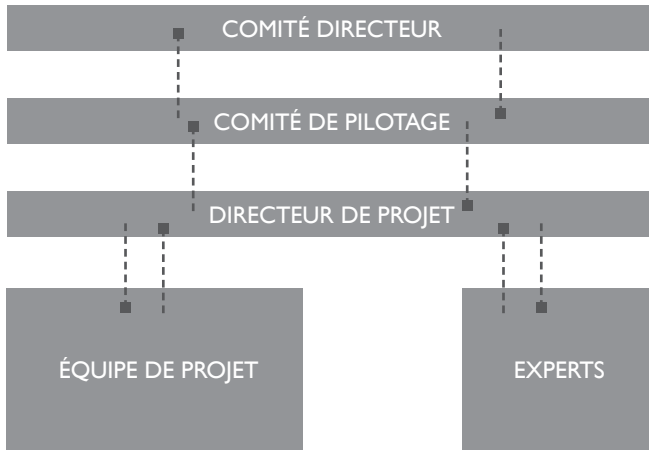 COMITÉ DIRECTEUR
COMITÉ DE PILOTAGE
DIRECTEUR DE PROJET
ÉQUIPE DE PROJET
EXPERTS